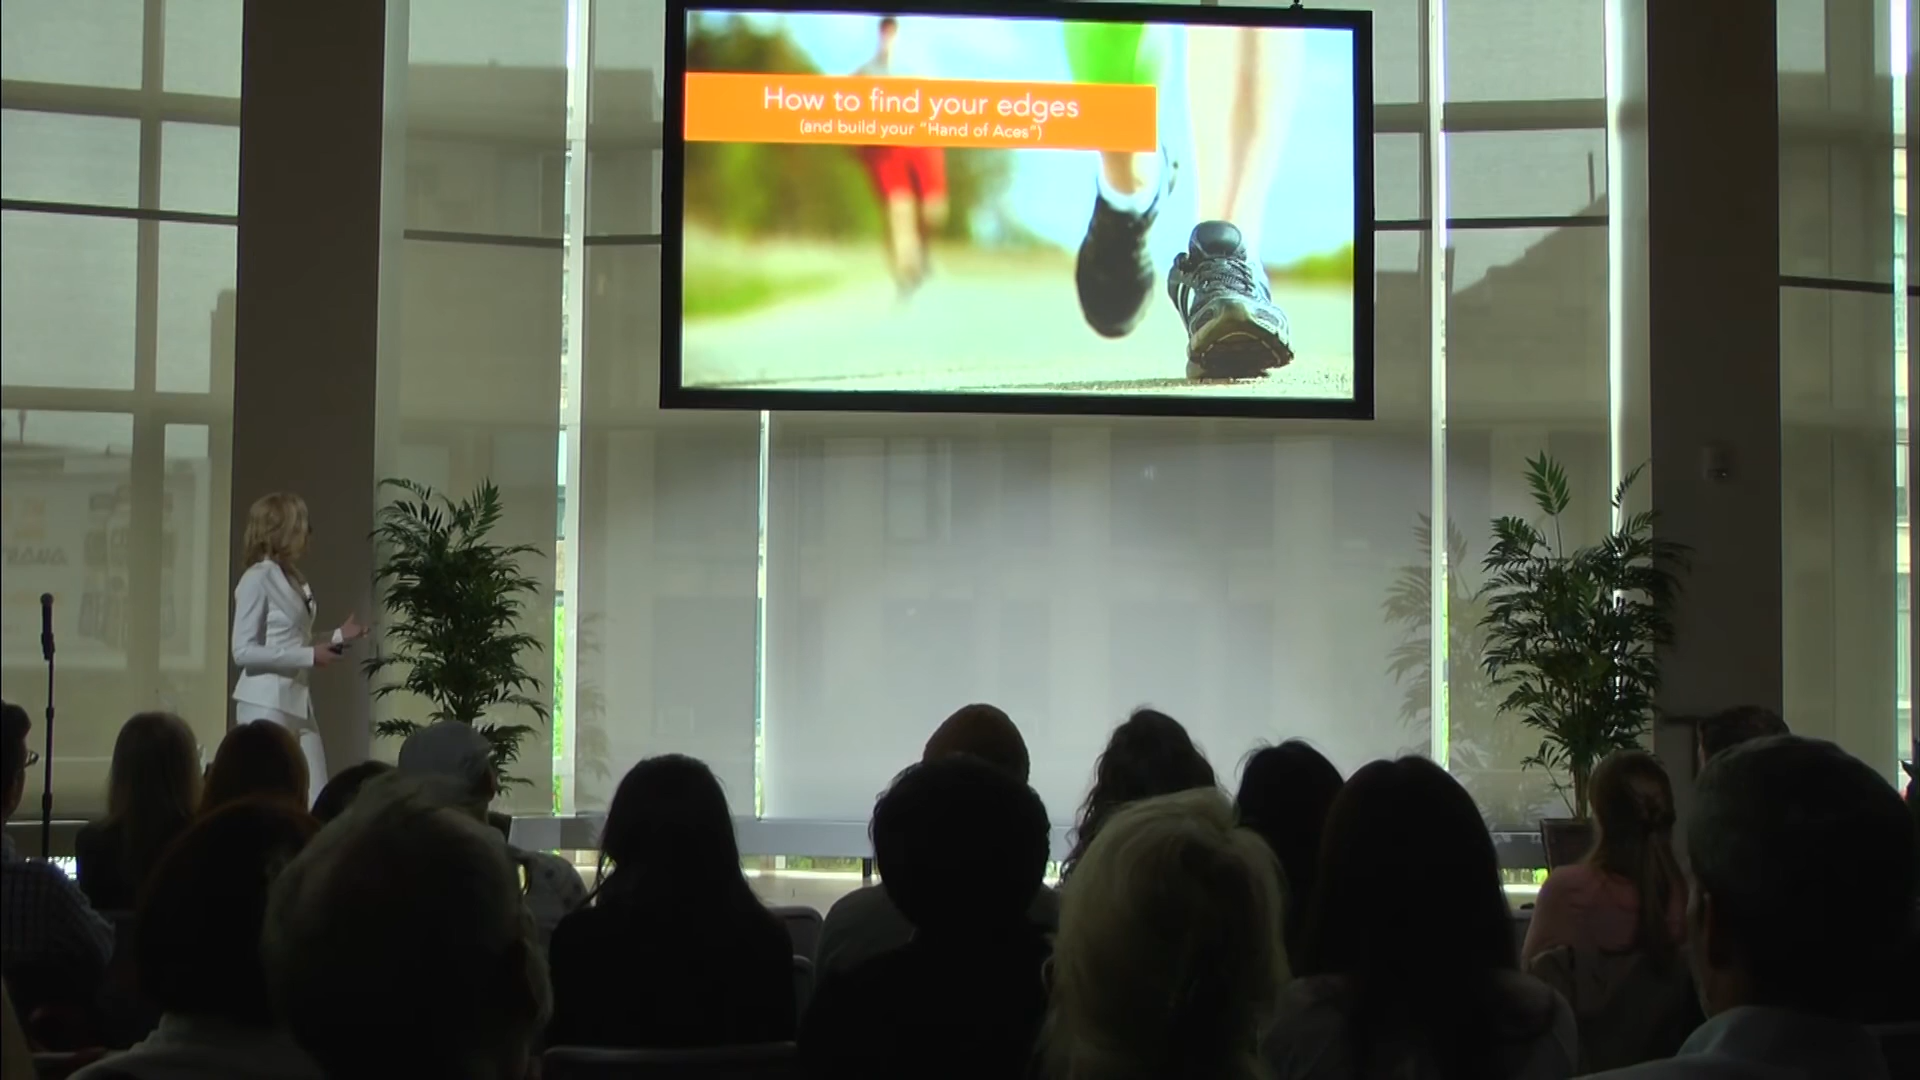 How to find your edges
(and build your “Hand of Aces”)